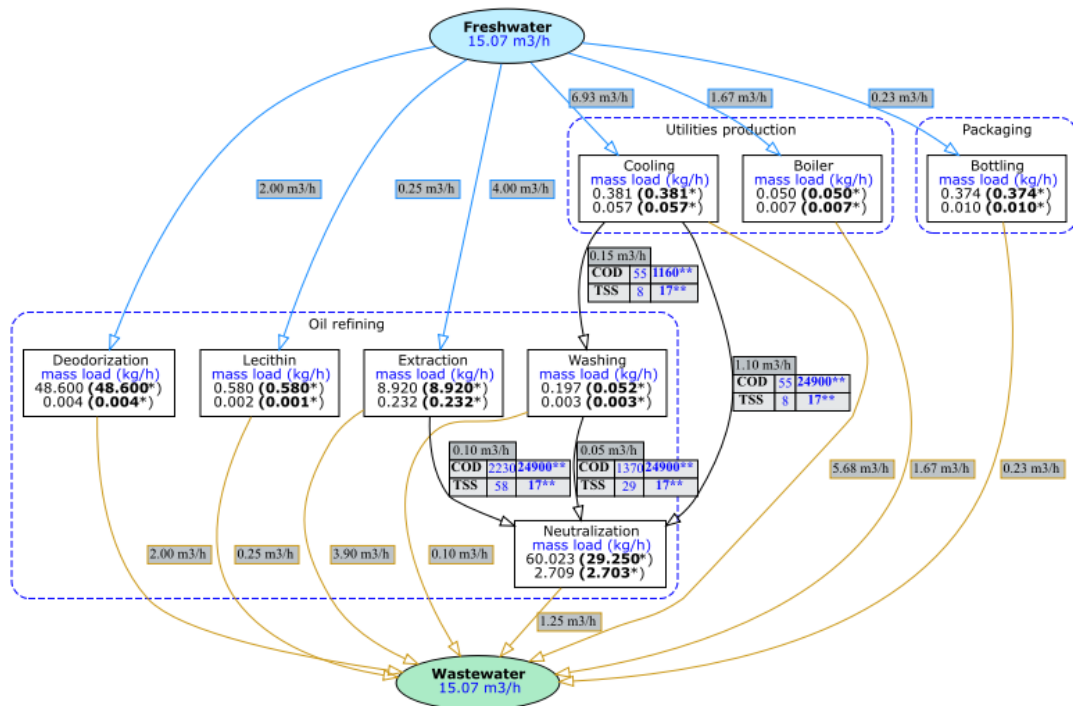 Freshwater
15.07 m3/h
6.93 m3/h
1.67 m3/h
0.23 m3/h
Utilities production
Packaging
Cooling
mass load (kg/h)
0.381 (0.381*)
0.057 (0.057*)
Boiler
mass load (kg/h)
0.050 (0.050*)
0.007 (0.007*)
Bottling
mass load (kg/h)
0.374 (0.374*)
0.010 (0.010*)
2.00 m3/h
0.25 m3/h
4.00 m3/h
0.15 m3/h
COD 55 1160**
TSS 8 17**
Oil refining
Deodorization
mass load (kg/h)
48.600 (48.600*)
0.004 (0.004*)
Lecithin
mass load (kg/h)
0.580 (0.580*)
0.002 (0.001*)
Extraction
mass load (kg/h)
8.920 (8.920*)
0.232 (0.232*)
Washing
mass load (kg/h)
0.197 (0.052*)
0.003 (0.003*)
1.10 m3/h
COD 55 24900**
TSS 8 17**
0.10 m3/h
COD 2230 24900**
TSS 58 17**
0.05 m3/h
COD 1370 24900**
TSS 29 17**
5.68 m3/h
1.67 m3/h
0.23 m3/h
Neutralization
mass load (kg/h)
60.023 (29.250*)
2.709 (2.703*)
2.00 m3/h
0.25 m3/h
3.90 m3/h
0.10 m3/h
1.25 m3/h
Wastewater
15.07 m3/h